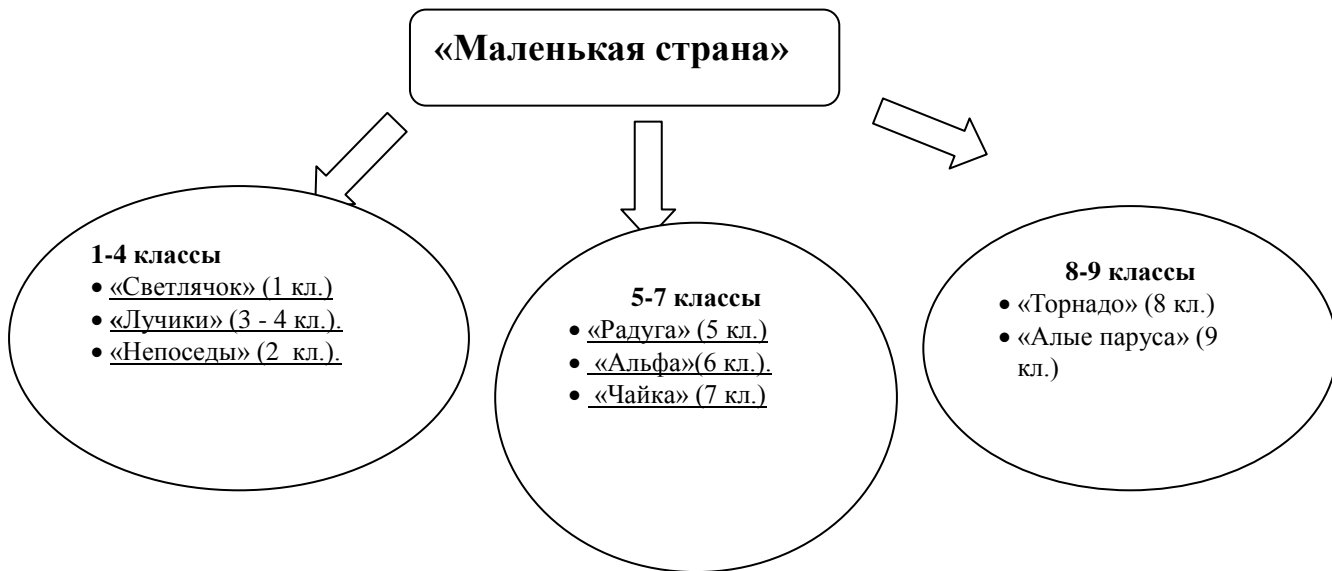 «Маленькая страна»
1-4 классы
• «Светлячок» (1 кл.)
• «Лучики» (3 - 4 кл.).
• «Непоседы» (2  кл.).
5-7 классы
• «Радуга» (5 кл.)
• «Альфа»(6 кл.).
• «Чайка» (7 кл.)
8-9 классы
• «Торнадо» (8 кл.)
• «Алые паруса» (9
кл.)